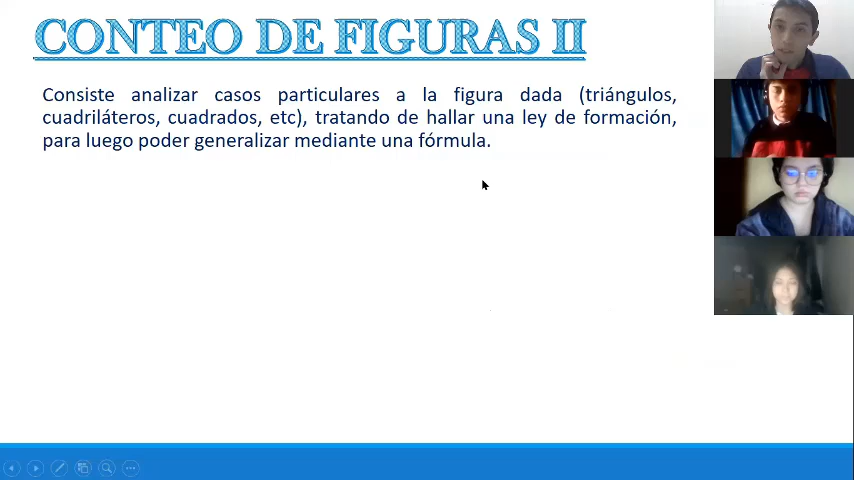 CONTEO DE FIGURAS II
Consiste analizar casos particulares a la figura dada (triángulos,
cuadriláteros, cuadrados, etc), tratando de hallar una ley de formación,
para luego poder generalizar mediante una fórmula.